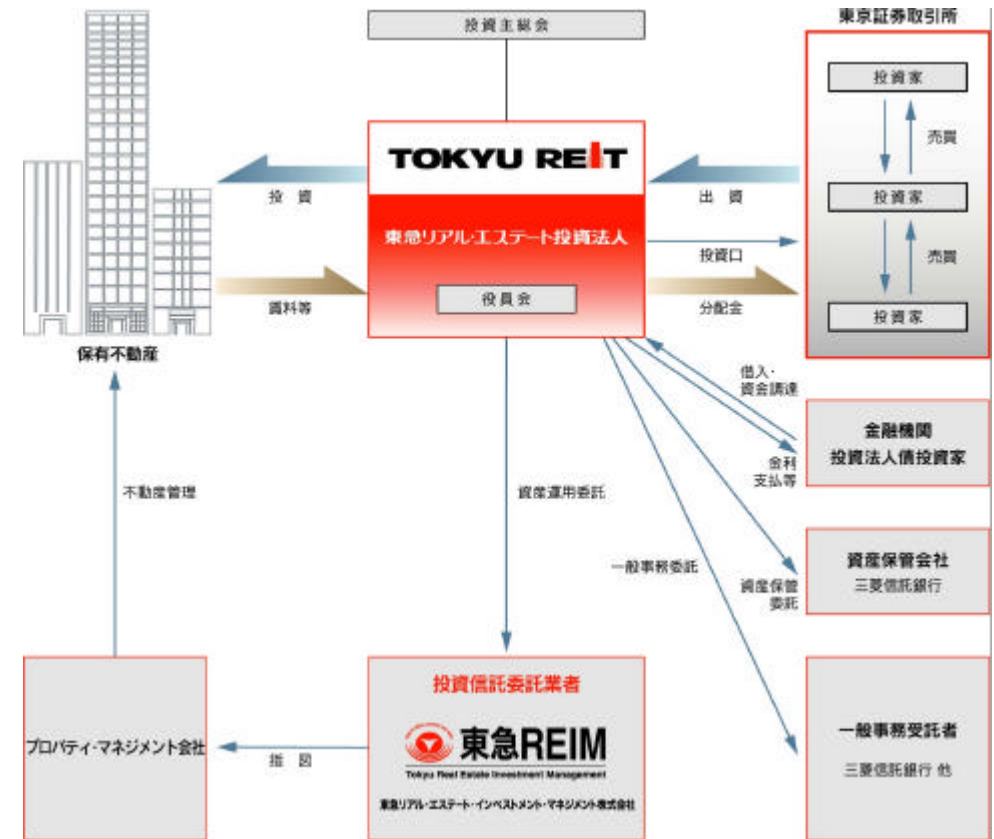 投資主総会
東京証券取引所
投資家
売買
投資家
売買
投資家
TOKYU REIT
東急リアル・エステート投資法人
役員会
投 資
賃料等
出 資
投資口
分配金
保有不動産
借入・
資金調達
金利
支払等
金融機関
投資法人債投資家
不動産管理
資産運用委託
一般事務委託
資産保管
委託
資産保管会社
三菱信託銀行
プロパティ・マネジメント会社
指 図
投資信託委託業者
東急REIM
Tokyu Real Estate Investment Management
東急リアル・エステート・インベストメント・マネジメント株式会社
一般事務受託者
三菱信託銀行 他